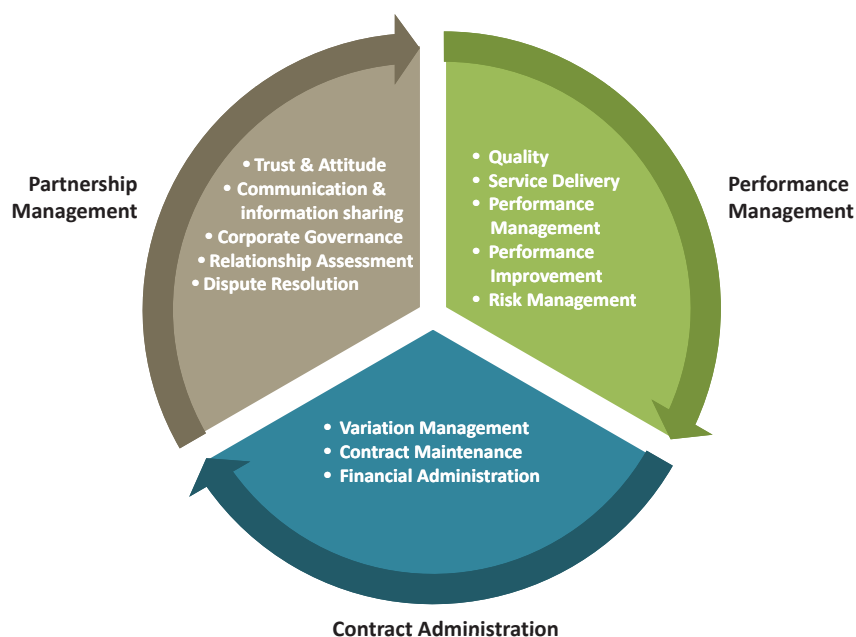 Partnership
Management
• Trust & Attitude
• Communication &
information sharing
• Corporate Governance
• Relationship Assessment
• Dispute Resolution
• Quality
• Service Delivery
• Performance
Management
• Performance
Improvement
• Risk Management
Performance
Management
• Variation Management
• Contract Maintenance
• Financial Administration
Contract Administration